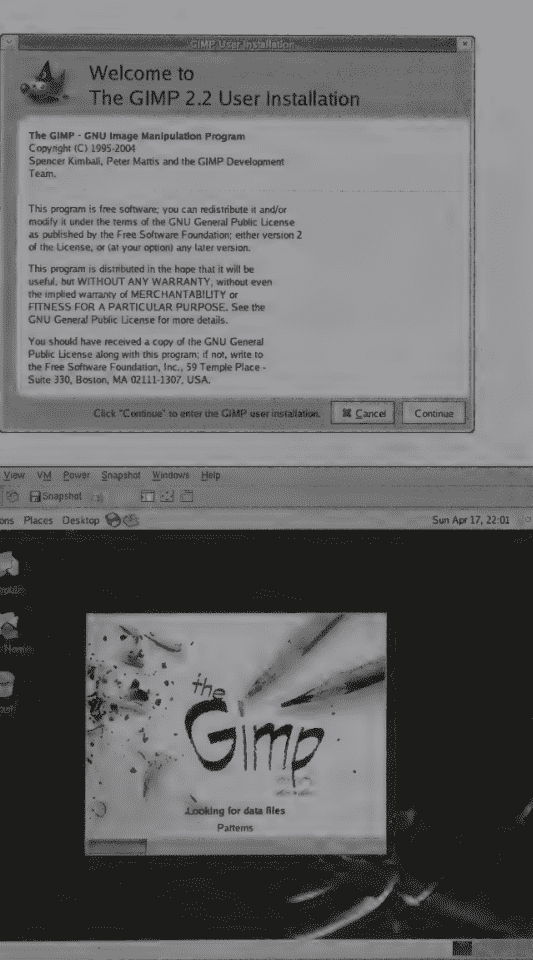 GIMP User Installation
Welcome to
The GIMP 2.2 User Installation
The GIMP - GNU Image Manipulation Program
Copyright (C) 1995-2004
Spencer Kimball, Peter Mattis and the GIMP Development
Team.
This program is free software; you can redistribute it and/or
modify it under the terms of the GNU General Public License
as published by the Free Software Foundation; either version 2
of the License, or (at your option) any later version.
This program is distributed in the hope that it will be
useful, but WITHOUT ANY WARRANTY, without even
the implied warranty of MERCHANTABILITY or
FITNESS FOR A PARTICULAR PURPOSE. See the
GNU General Public License for more details.
You should have received a copy of the GNU General
Public License along with this program; if not, write to
the Free Software Foundation, Inc., 59 Temple Place -
Suite 330, Boston, MA 02111-1307, USA.
Click "Continue" to enter the GIMP user installation.
Cancel
Continue
View VM Power Snapshot Windows Help
Snapshot
ons Places Desktop
Sun Apr 17, 22:01
the
Gimp
Looking for data files
Patterns